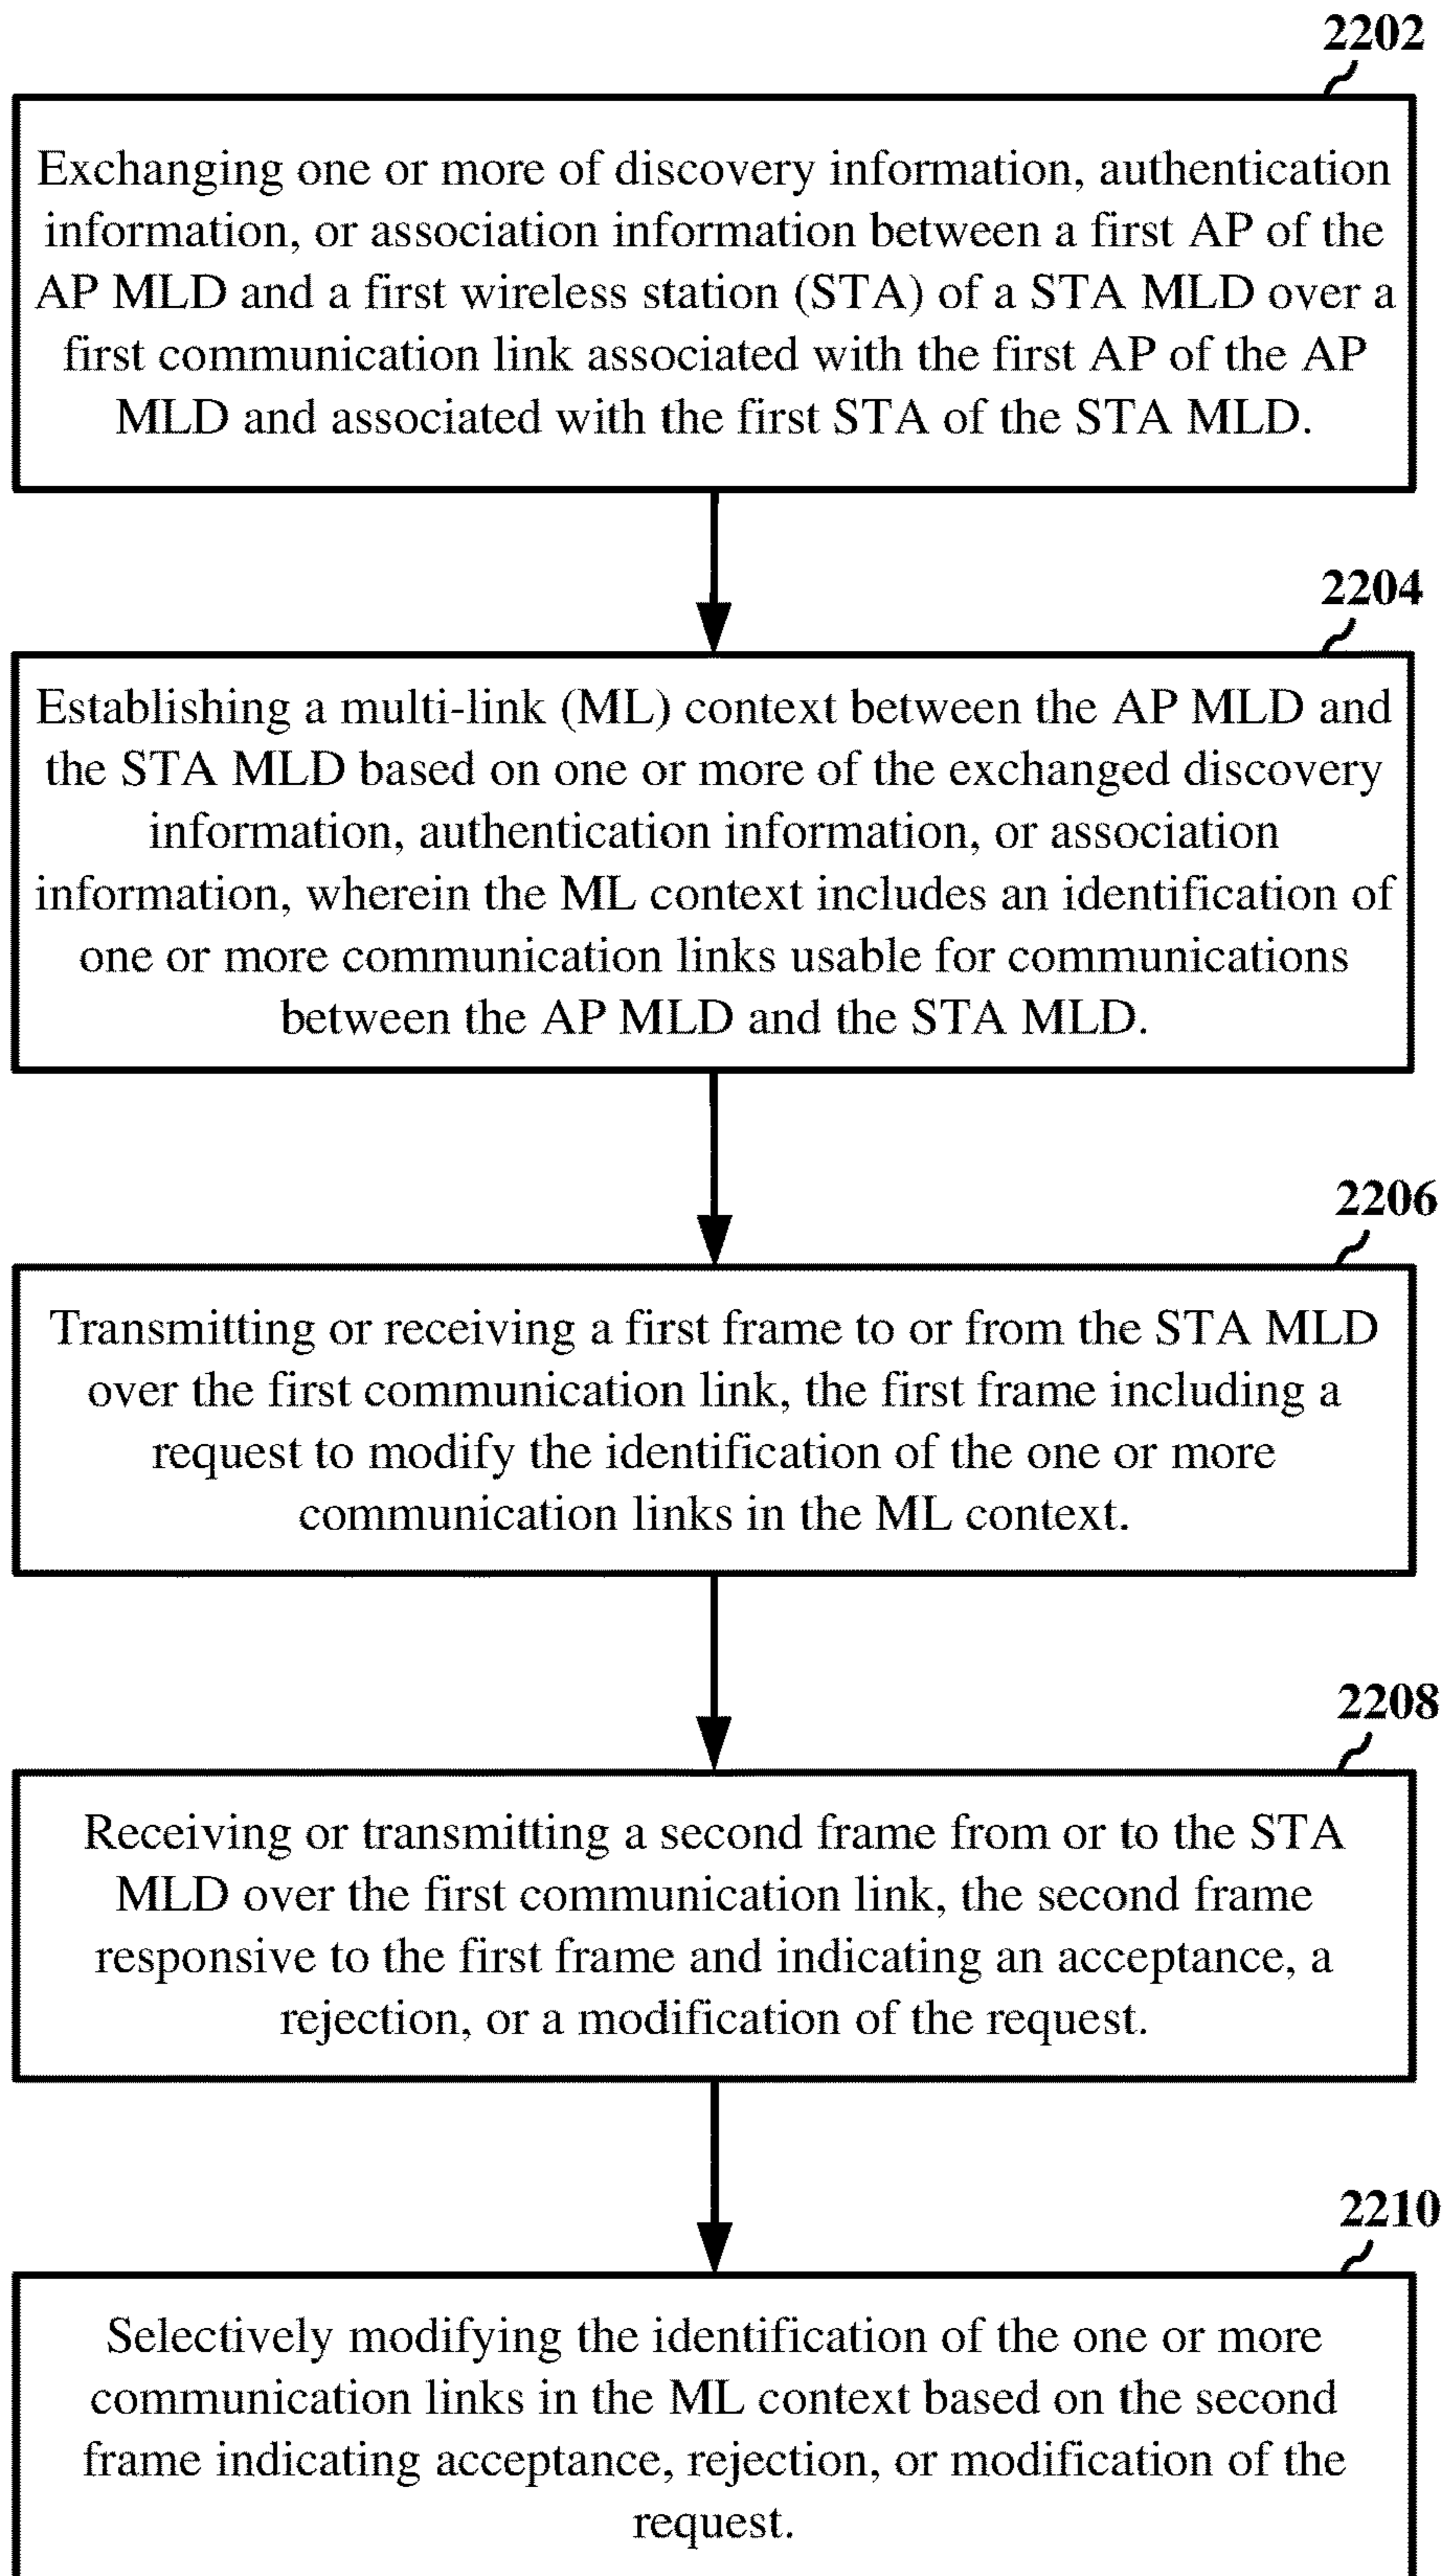 2202
Exchanging one or more of discovery information, authentication
information, or association information between a first AP of the
AP MLD and a first wireless station (STA) of a STA MLD over a
first communication link associated with the first AP of the AP
MLD and associated with the first STA of the STA MLD.
2204
Establishing a multi-link (ML) context between the AP MLD and
the STA MLD based on one or more of the exchanged discovery
information, authentication information, or association
information, wherein the ML context includes an identification of
one or more communication links usable for communications
between the AP MLD and the STA MLD.
2206
Transmitting or receiving a first frame to or from the STA MLD
over the first communication link, the first frame including a
request to modify the identification of the one or more
communication links in the ML context.
2208
Receiving or transmitting a second frame from or to the STA
MLD over the first communication link, the second frame
responsive to the first frame and indicating an acceptance, a
rejection, or a modification of the request.
2210
Selectively modifying the identification of the one or more
communication links in the ML context based on the second
frame indicating acceptance, rejection, or modification of the
request.